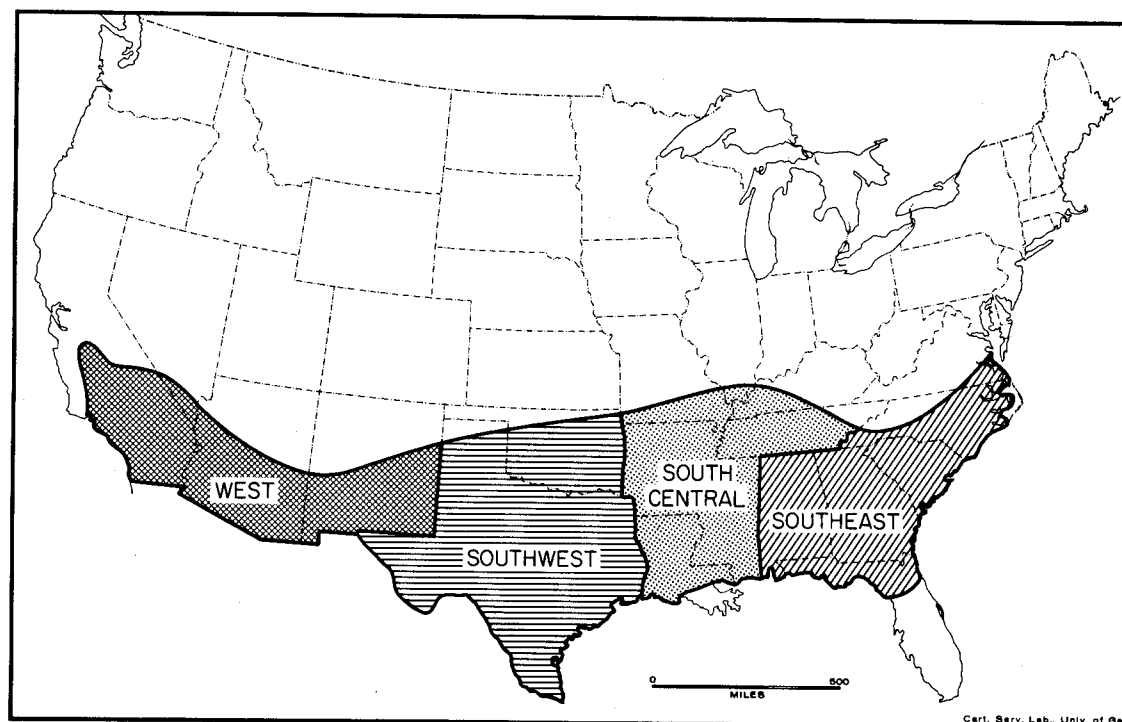 WEST
SOUTHWEST
SOUTH
CENTRAL
SOUTHEAST
0 500
MILES
Cart. Serv. Lab., Univ. of Ga